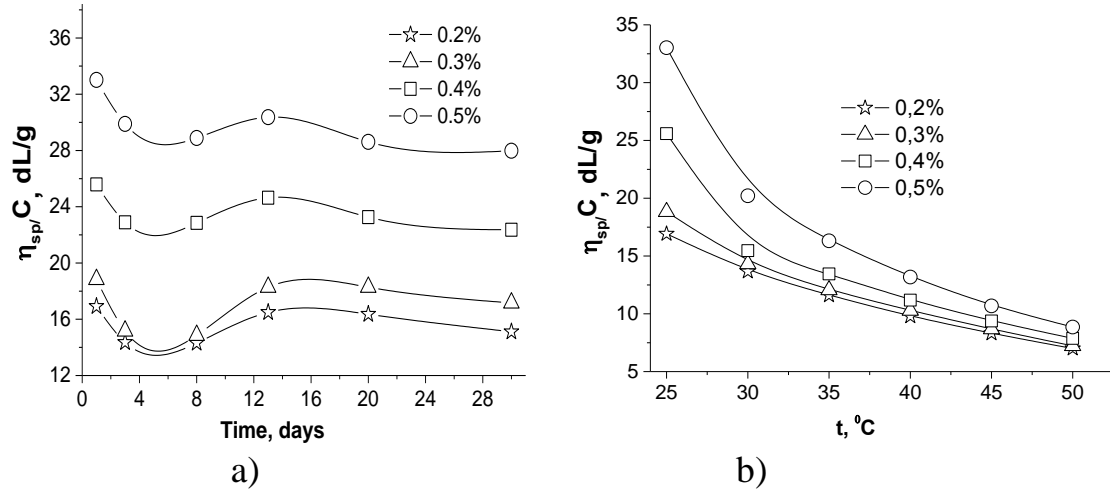 36
32
28
24
20
16
12
η_sp/C, dL/g
0 4 8 12 16 20 24 28
Time, days
0.2%
0.3%
0.4%
0.5%
a)
35
30
25
20
15
10
5
η_sp/C, dL/g
25 30 35 40 45 50
t, ⁰C
0,2%
0,3%
0,4%
0,5%
b)